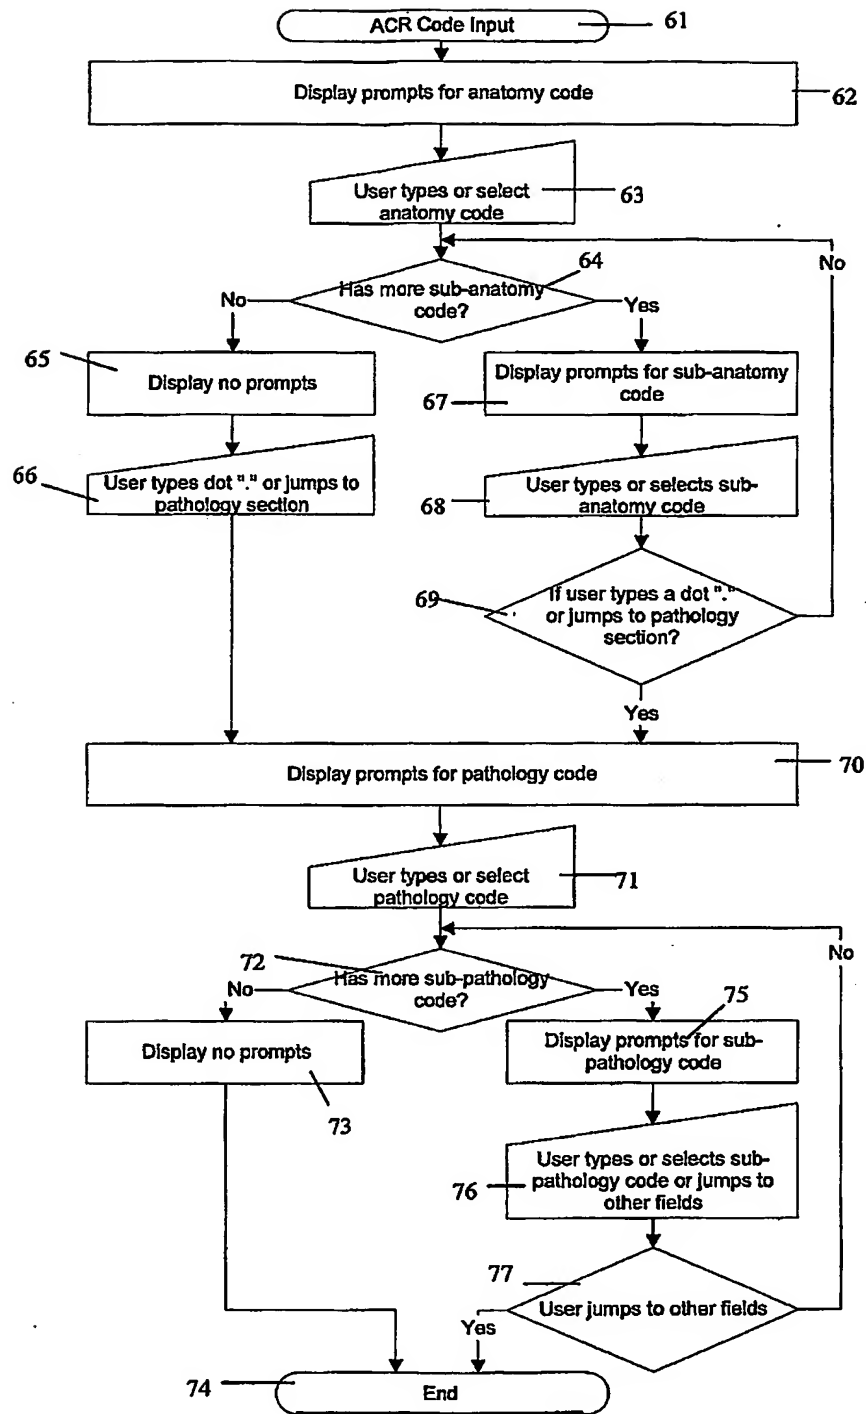 ACR Code Input
61
Display prompts for anatomy code
62
User types or select
anatomy code
63
64
No
Has more sub-anatomy
code?
No
Yes
65
Display no prompts
Display prompts for sub-anatomy
code
67
66
User types dot "." or jumps to
pathology section
User types or selects sub-
anatomy code
68
69
If user types a dot "."
or jumps to pathology
section?
Yes
Display prompts for pathology code
70
User types or select
pathology code
71
72
No
Has more sub-pathology
code?
No
Yes
75
Display no prompts
Display prompts for sub-
pathology code
73
User types or selects sub-
pathology code or jumps to
other fields
76
77
User jumps to other fields
Yes
74
End